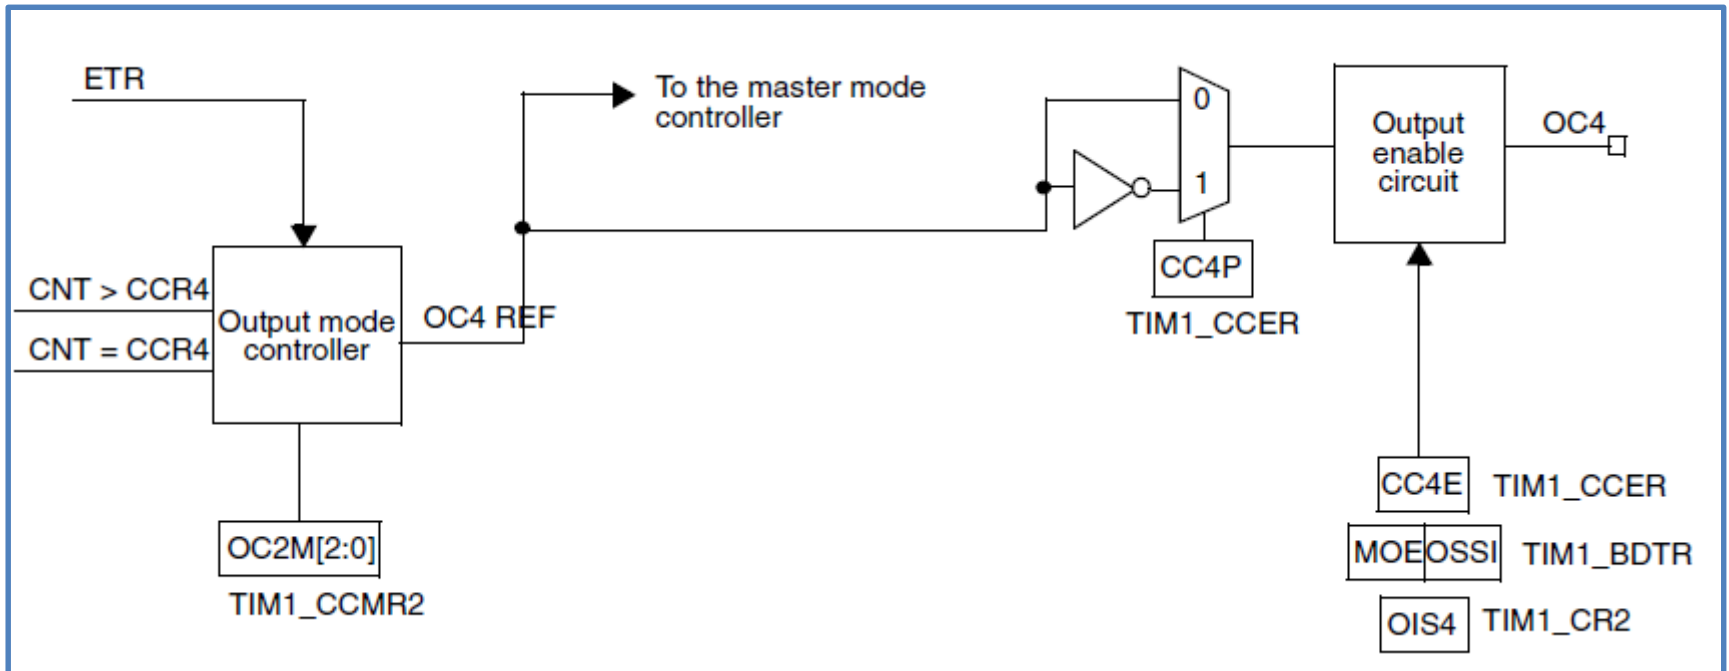 ETR
To the master mode
controller
0
1
Output
enable
circuit
OC4
CNT > CCR4
CNT = CCR4
Output mode
controller
OC4 REF
CC4P
TIM1_CCER
CC4E TIM1_CCER
OC2M[2:0]
TIM1_CCMR2
MOE OSSI TIM1_BDTR
OIS4 TIM1_CR2